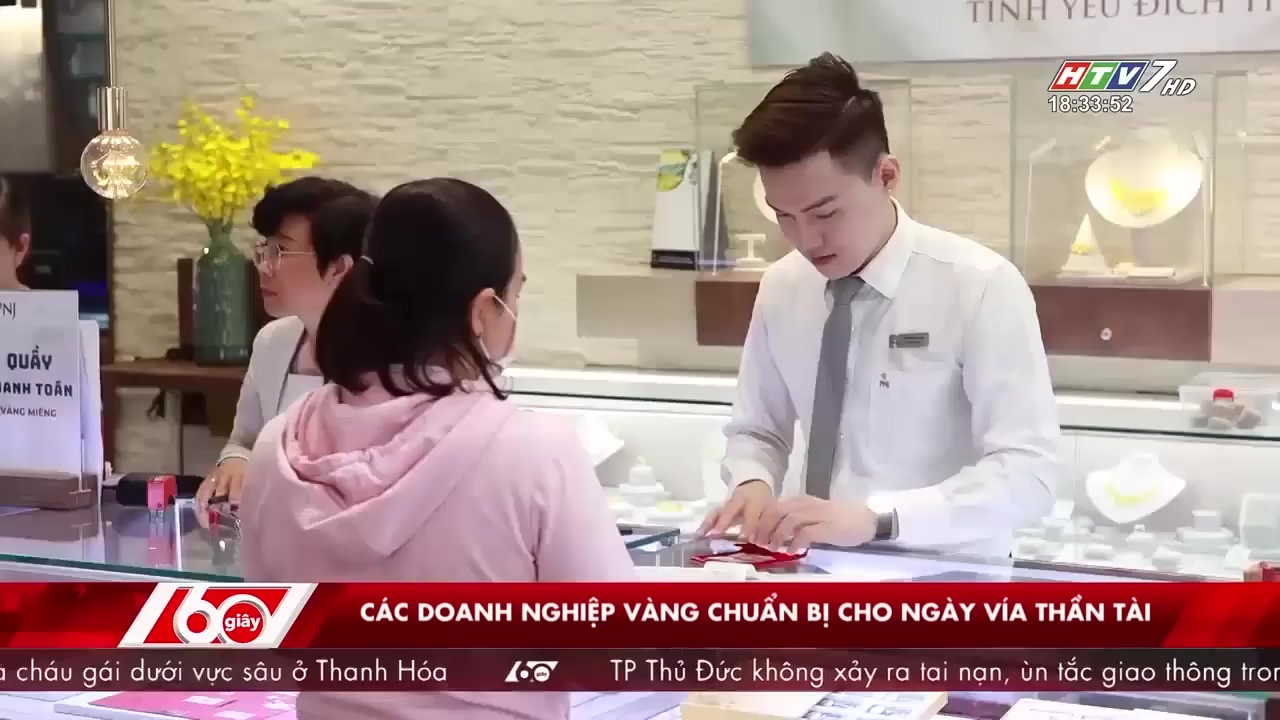 TÌNH YÊU ĐÍCH TH
HTV7 HD
18:33:52
PNJ
QUẦY
THANH TOÁN
VÀNG MIẾNG
60 giây
CÁC DOANH NGHIỆP VÀNG CHUẨN BỊ CHO NGÀY VÍA THẦN TÀI
à cháu gái dưới vực sâu ở Thanh Hóa
60 giây
TP Thủ Đức không xảy ra tai nạn, ùn tắc giao thông tron